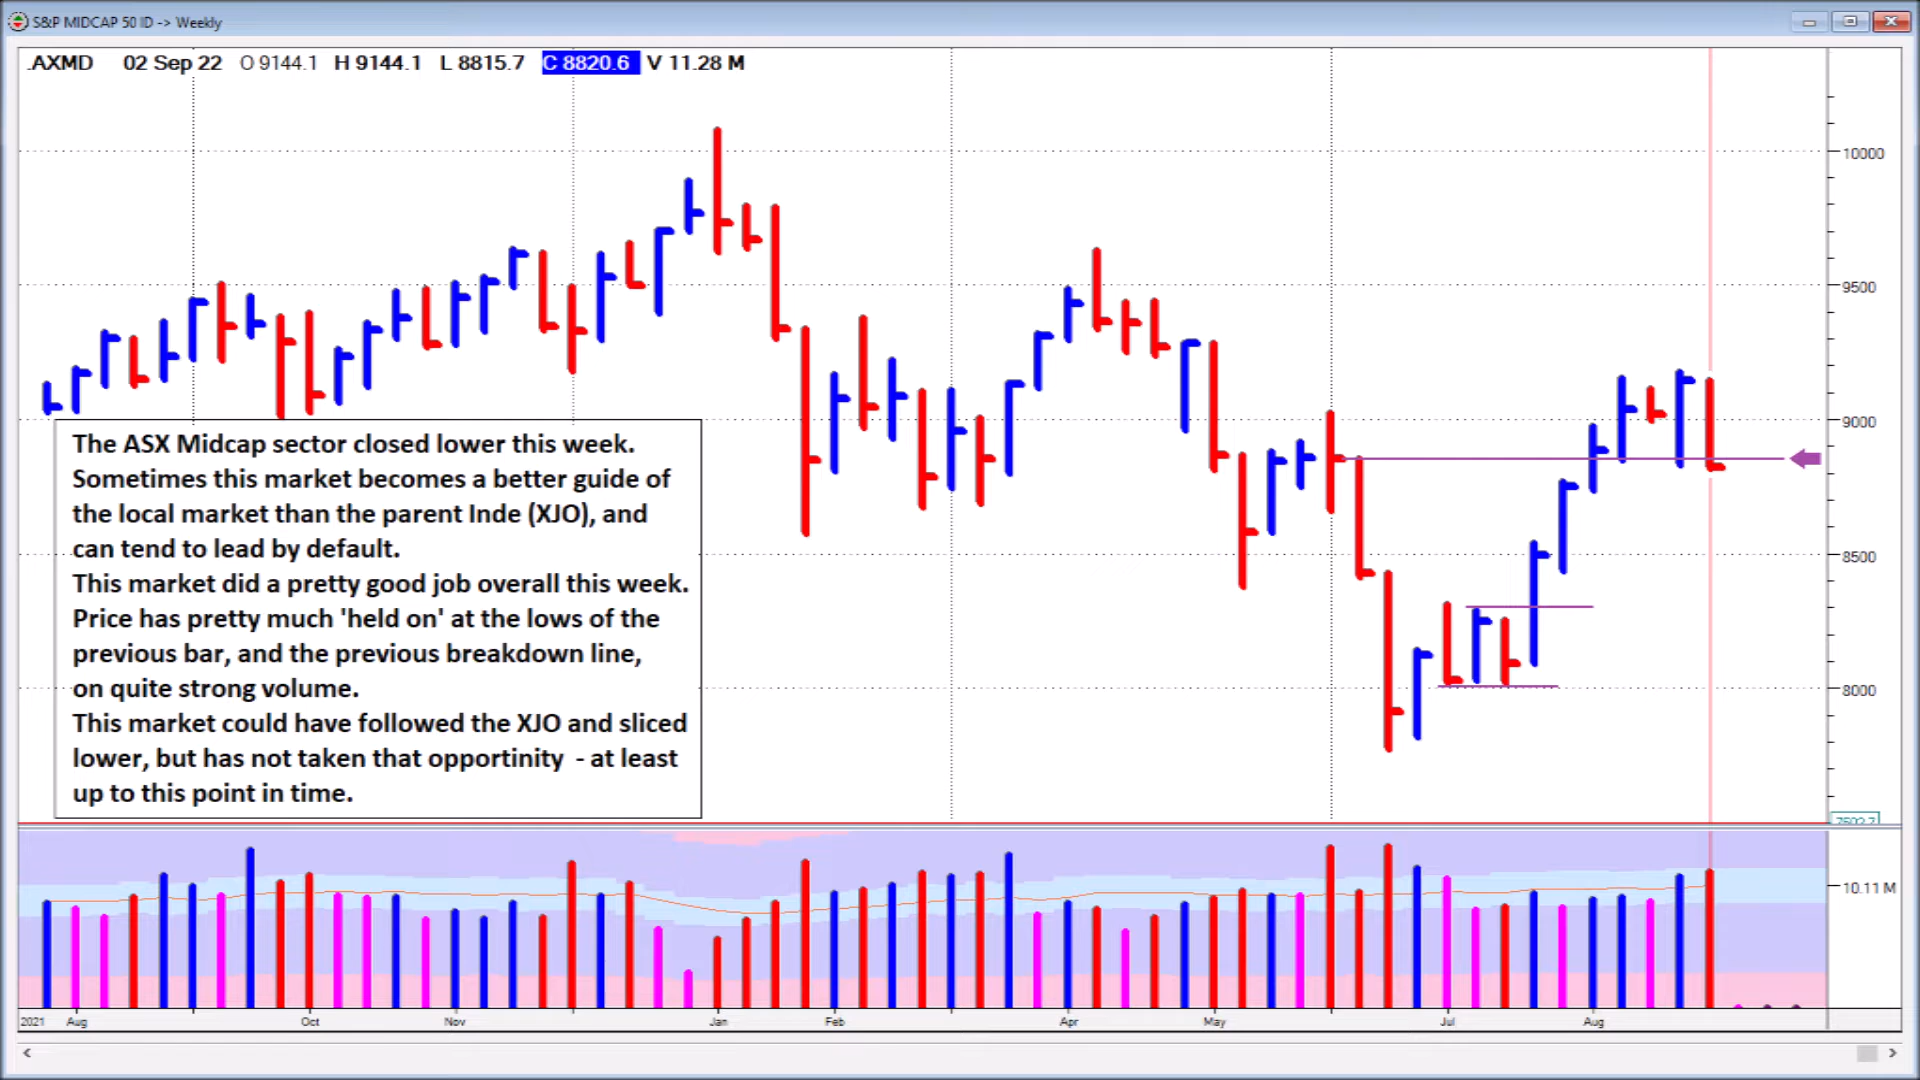 S&P MIDCAP 50 ID -> Weekly
.AXMD 02 Sep 22 O 9144.1 H 9144.1 L 8815.7 C 8820.6 V 11.28 M
10000
9500
9000
8500
8000
7502.7
The ASX Midcap sector closed lower this week.
Sometimes this market becomes a better guide of
the local market than the parent Inde (XJO), and
can tend to lead by default.
This market did a pretty good job overall this week.
Price has pretty much 'held on' at the lows of the
previous bar, and the previous breakdown line,
on quite strong volume.
This market could have followed the XJO and sliced
lower, but has not taken that opportinity - at least
up to this point in time.
10.11 M
2021 Aug Oct Nov Jan Feb Apr May Jul Aug